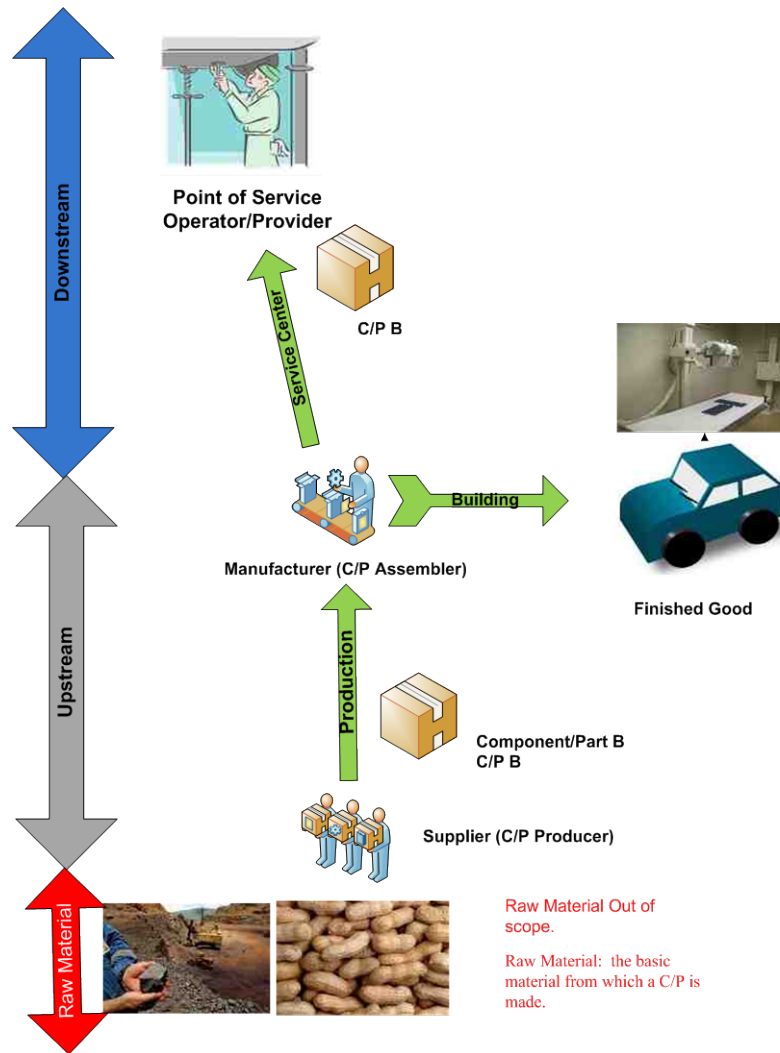 Downstream
Point of Service
Operator/Provider
Service Center
C/P B
Building
Manufacturer (C/P Assembler)
Finished Good
Upstream
Production
Component/Part B
C/P B
Supplier (C/P Producer)
Raw Material
Raw Material Out of
scope.
Raw Material: the basic
material from which a C/P is
made.